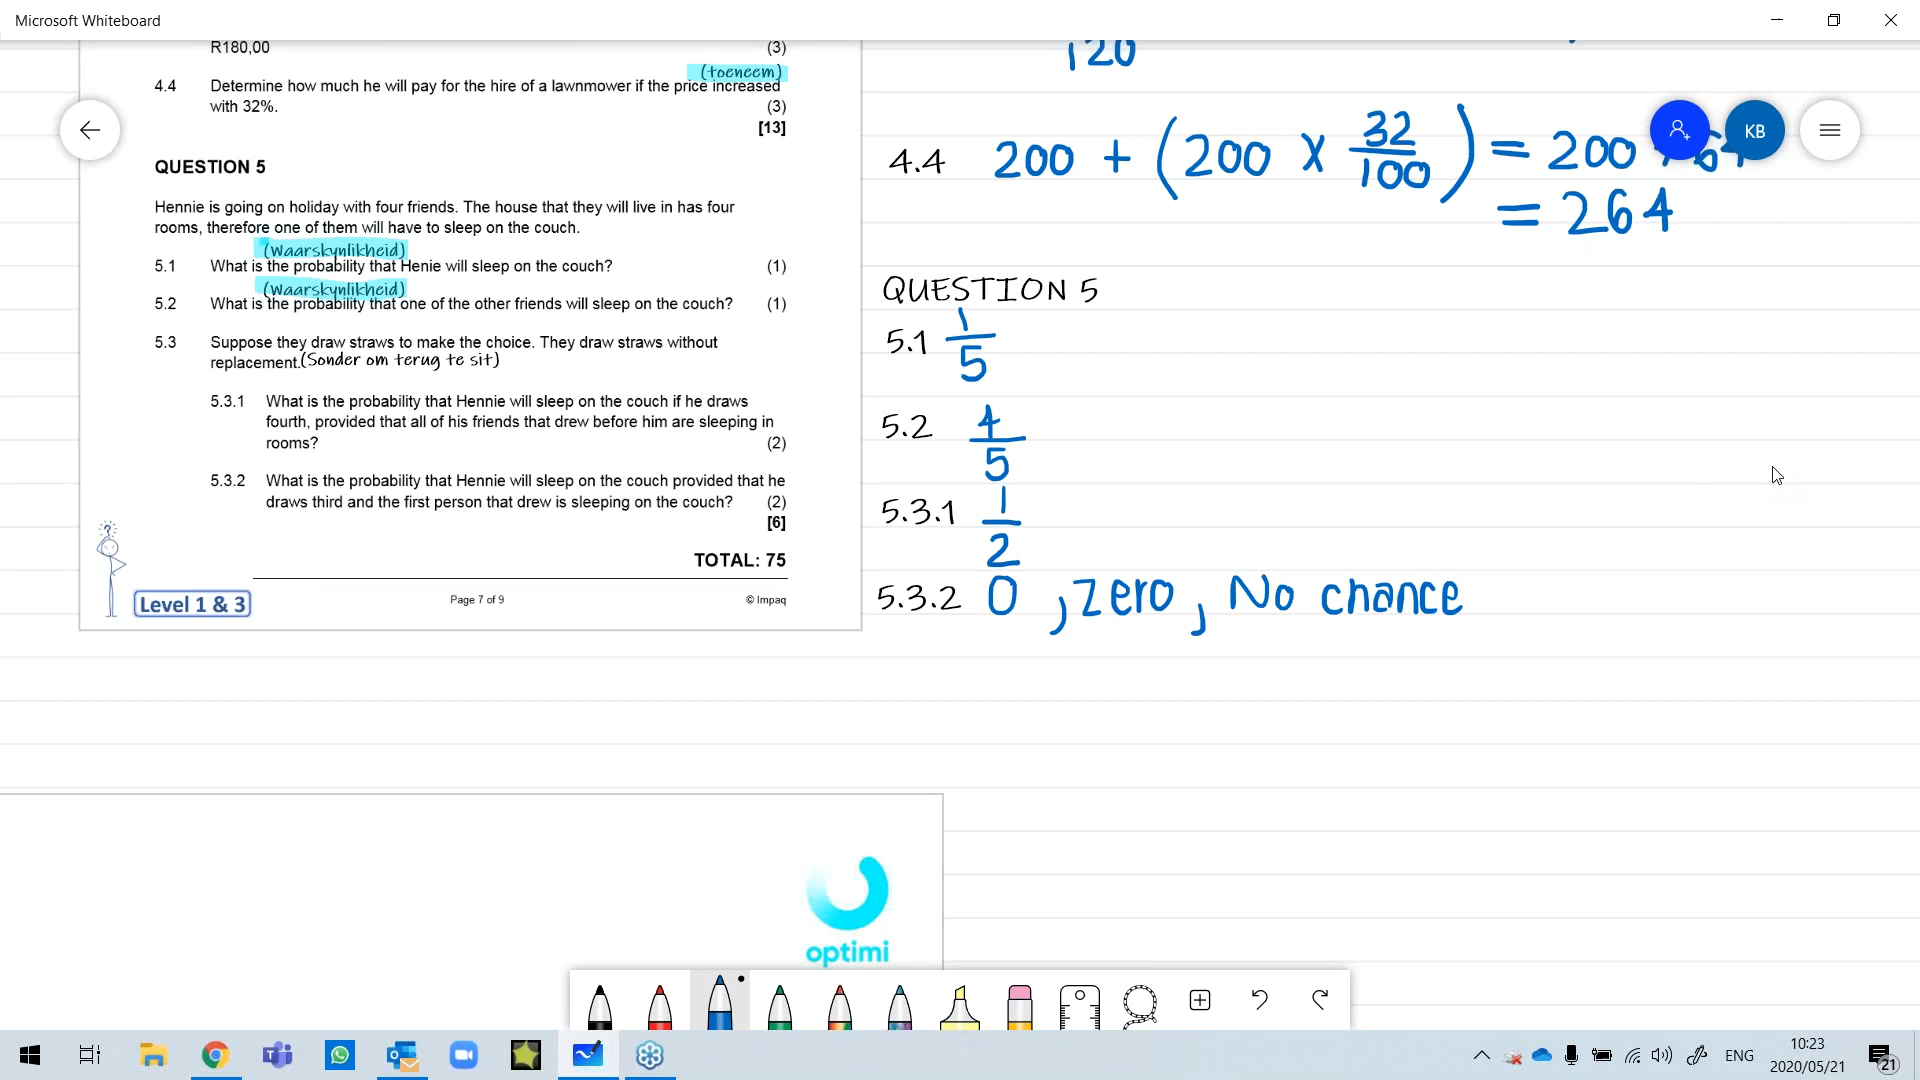 Microsoft Whiteboard
R180,00 (3)
(toeneem)
4.4 Determine how much he will pay for the hire of a lawnmower if the price increased
with 32%. (3)
[13]
QUESTION 5
Hennie is going on holiday with four friends. The house that they will live in has four
rooms, therefore one of them will have to sleep on the couch.
(Waarskynlikheid)
5.1 What is the probability that Henie will sleep on the couch? (1)
(Waarskynlikheid)
5.2 What is the probability that one of the other friends will sleep on the couch? (1)
5.3 Suppose they draw straws to make the choice. They draw straws without
replacement. (Sonder om terug te sit)
5.3.1 What is the probability that Hennie will sleep on the couch if he draws
fourth, provided that all of his friends that drew before him are sleeping in
rooms? (2)
5.3.2 What is the probability that Hennie will sleep on the couch provided that he
draws third and the first person that drew is sleeping on the couch? (2)
[6]
TOTAL: 75
Level 1 & 3
Page 7 of 9
© Impaq
120
4.4 200 + (200 × 32/100) = 200
= 264
KB
QUESTION 5
5.1 1/5
5.2 4/5
5.3.1 1/2
5.3.2 0 , Zero , No chance
optimi
ENG
10:23
2020/05/21
21